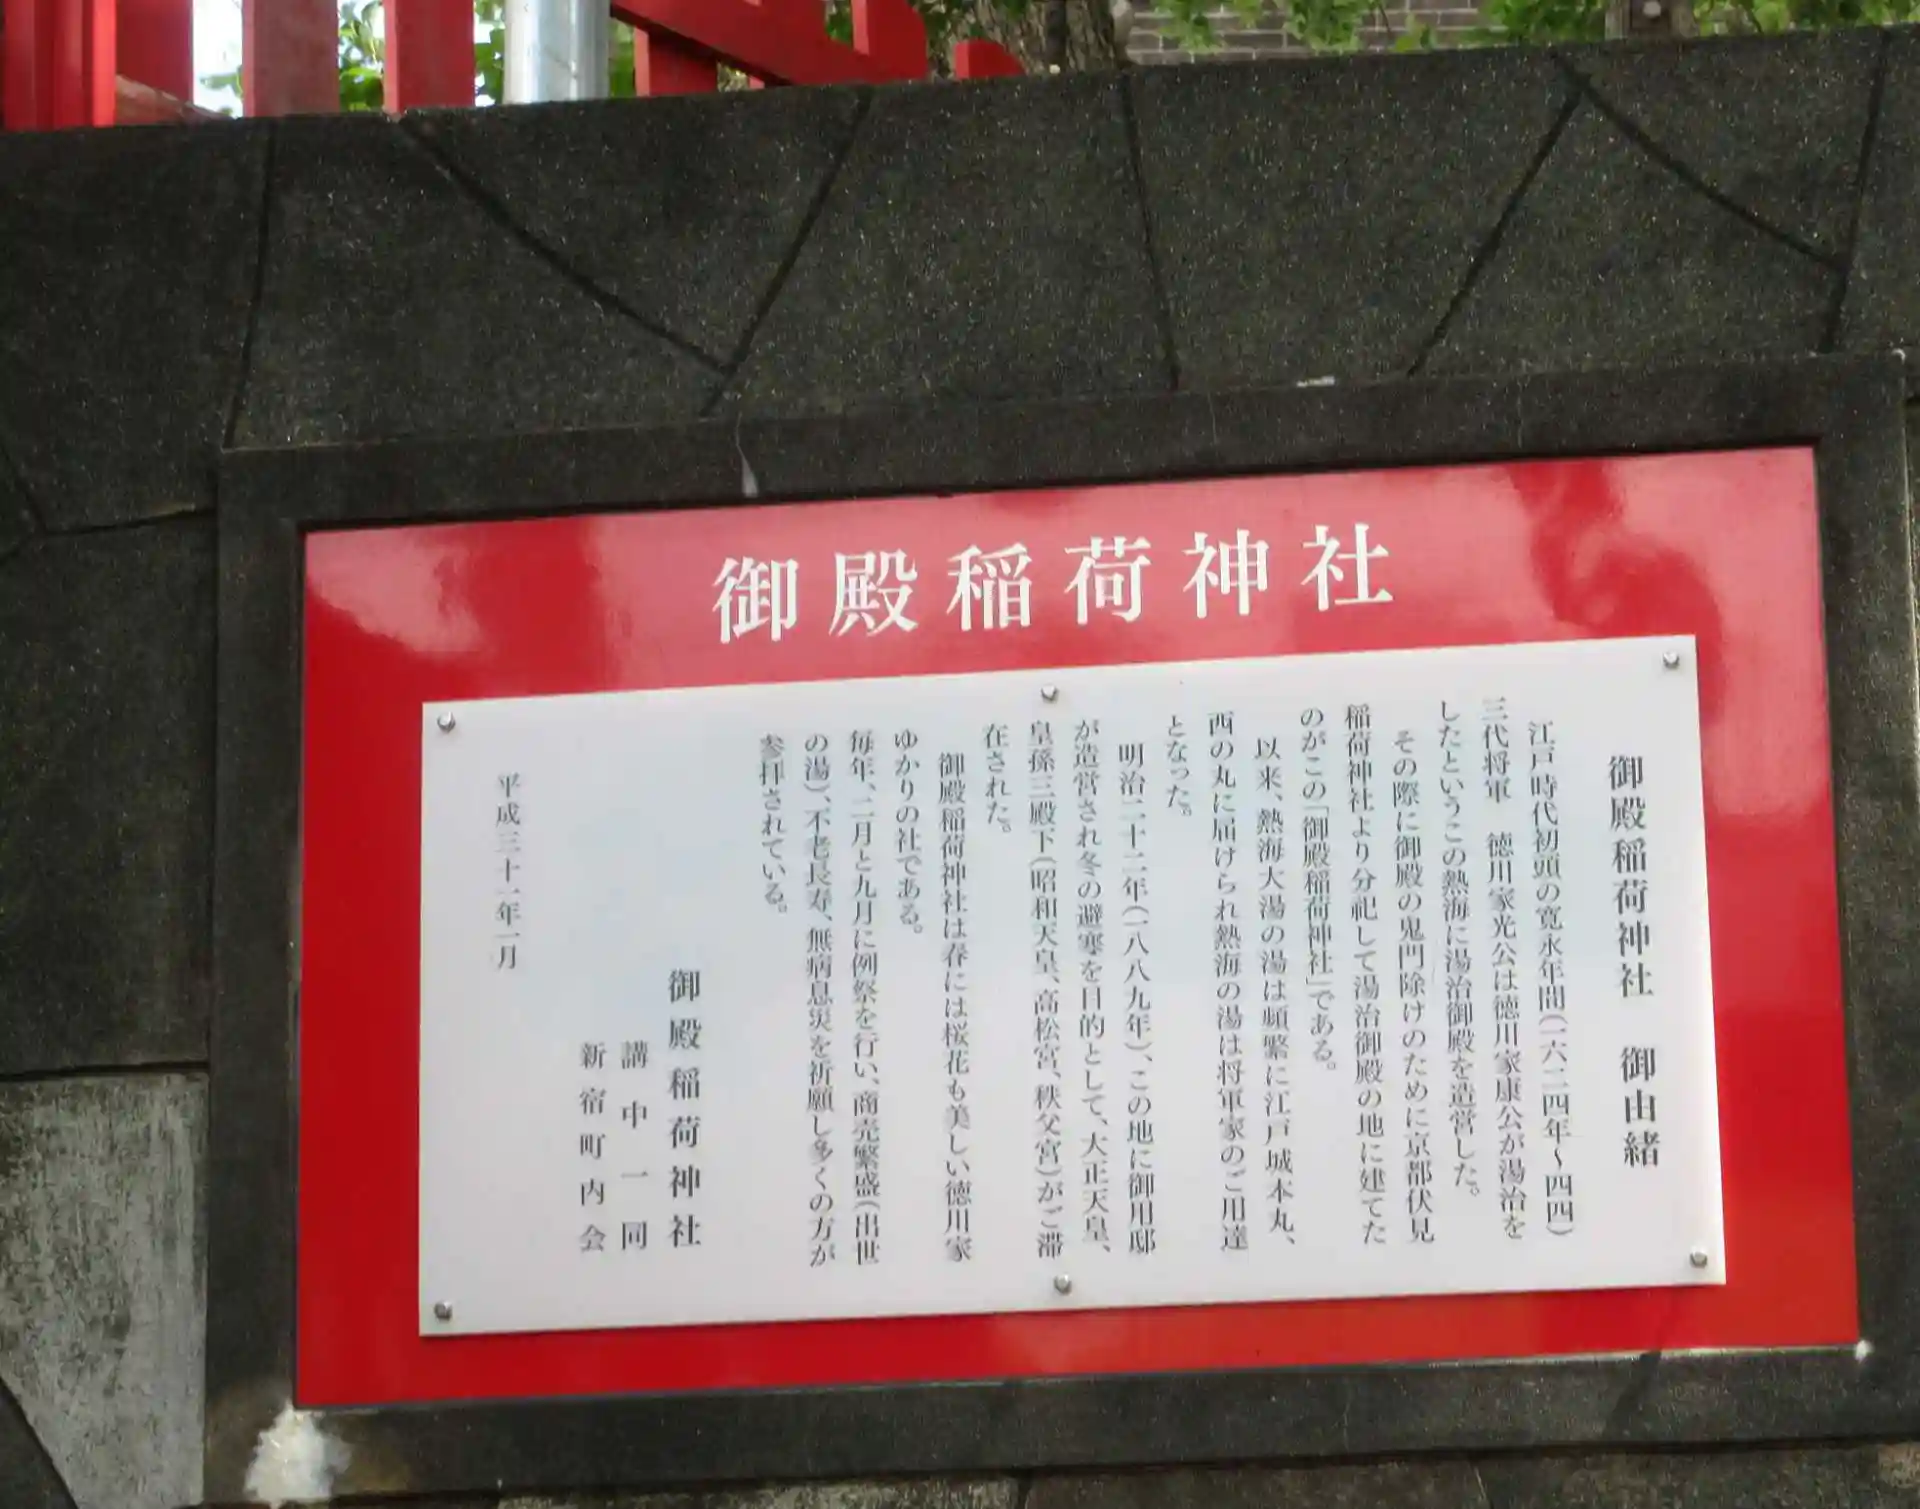 御殿稲荷神社
御殿稲荷神社　御由緒
江戸時代初頭の寛永年間(一六二四年～四四)
三代将軍　徳川家光公は徳川家康公が湯治を
したというこの熱海に湯治御殿を造営した。
その際に御殿の鬼門除けのために京都伏見
稲荷神社より分祀して湯治御殿の地に建てた
のがこの「御殿稲荷神社」である。
以来、熱海大湯の湯は頻繁に江戸城本丸、
西の丸に届けられ熱海の湯は将軍家のご用達
となった。
明治二十二年(一八八九年)、この地に御用邸
が造営され冬の避寒を目的として、大正天皇、
皇孫三殿下(昭和天皇、高松宮、秩父宮)がご滞
在された。
御殿稲荷神社は春には桜花も美しい徳川家
ゆかりの社である。
毎年、二月と九月に例祭を行い、商売繁盛(出世
の湯)、不老長寿、無病息災を祈願し多くの方が
参拝されている。
御殿稲荷神社
講中一同
新宿町内会
平成三十一年一月